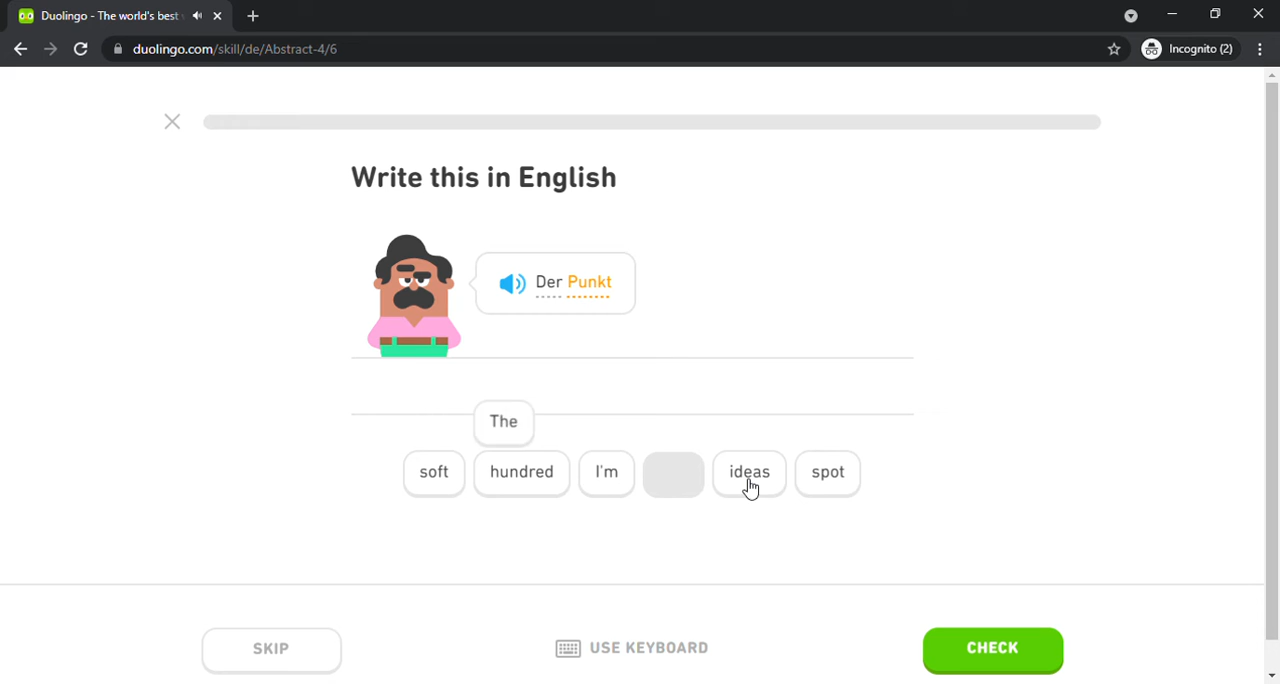 Duolingo - The world's best
duolingo.com/skill/de/Abstract-4/6
Incognito (2)
Write this in English
Der Punkt
The
soft hundred I'm ideas spot
SKIP
USE KEYBOARD
CHECK